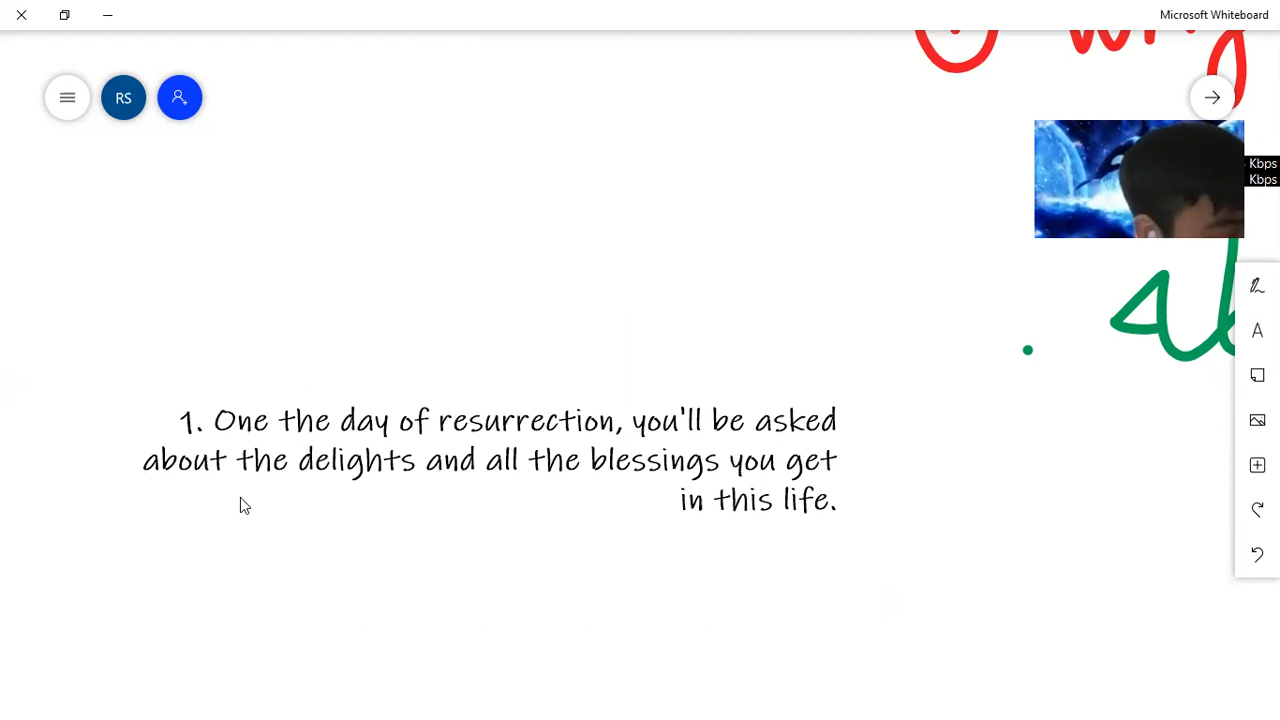 Microsoft Whiteboard
RS
Kbps
Kbps
A
1. One the day of resurrection, you'll be asked
about the delights and all the blessings you get
in this life.